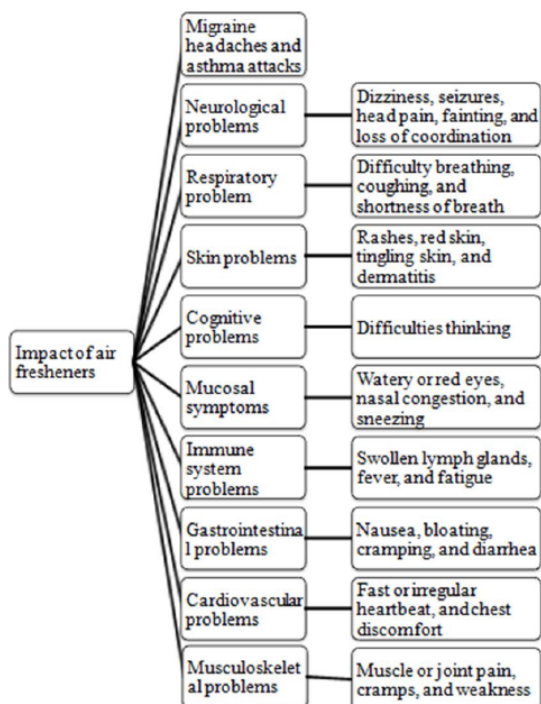 Impact of air
fresheners
Migraine
headaches and
asthma attacks
Neurological
problems
Dizziness, seizures,
head pain, fainting, and
loss of coordination
Respiratory
problem
Difficulty breathing,
coughing, and
shortness of breath
Skin problems
Rashes, red skin,
tingling skin, and
dermatitis
Cognitive
problems
Difficulties thinking
Mucosal
symptoms
Watery or red eyes,
nasal congestion, and
sneezing
Immune
system
problems
Swollen lymph glands,
fever, and fatigue
Gastrointestina
l problems
Nausea, bloating,
cramping, and diarrhea
Cardiovascular
problems
Fast or irregular
heartbeat, and chest
discomfort
Musculoskelet
al problems
Muscle or joint pain,
cramps, and weakness